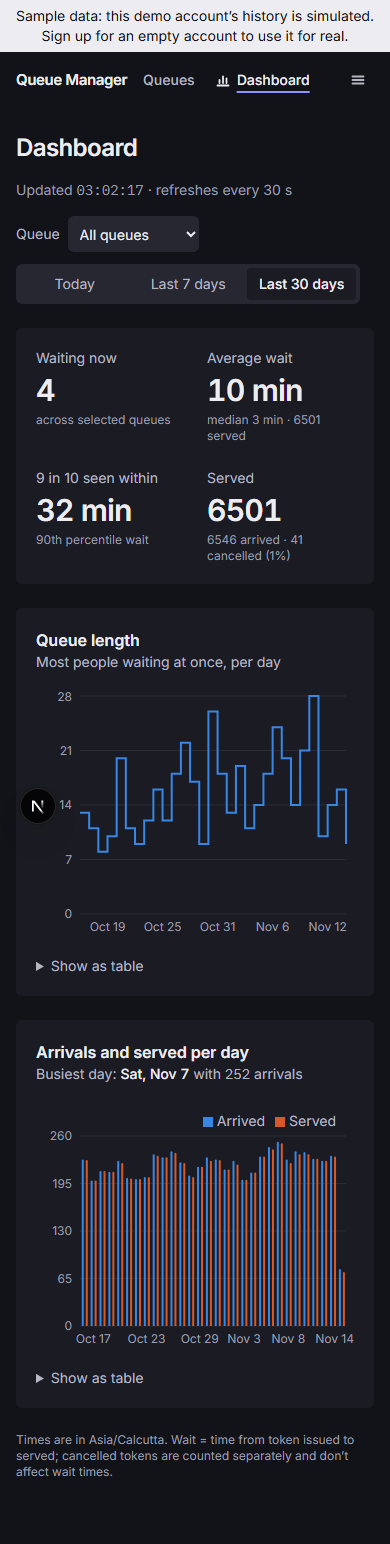 Sample data: this demo account's history is simulated.
Sign up for an empty account to use it for real.
Queue Manager Queues Dashboard
Dashboard
Updated 03:02:17 · refreshes every 30 s
Queue All queues
Today Last 7 days Last 30 days
Waiting now
4
across selected queues
Average wait
10 min
median 3 min · 6501
served
9 in 10 seen within
32 min
90th percentile wait
Served
6501
6546 arrived · 41
cancelled (1%)
Queue length
Most people waiting at once, per day
28
21
14
7
0
Oct 19 Oct 25 Oct 31 Nov 6 Nov 12
N
Show as table
Arrivals and served per day
Busiest day: Sat, Nov 7 with 252 arrivals
Arrived Served
260
195
130
65
0
Oct 17 Oct 23 Oct 29 Nov 3 Nov 8 Nov 14
Show as table
Times are in Asia/Calcutta. Wait = time from token issued to
served; cancelled tokens are counted separately and don't
affect wait times.